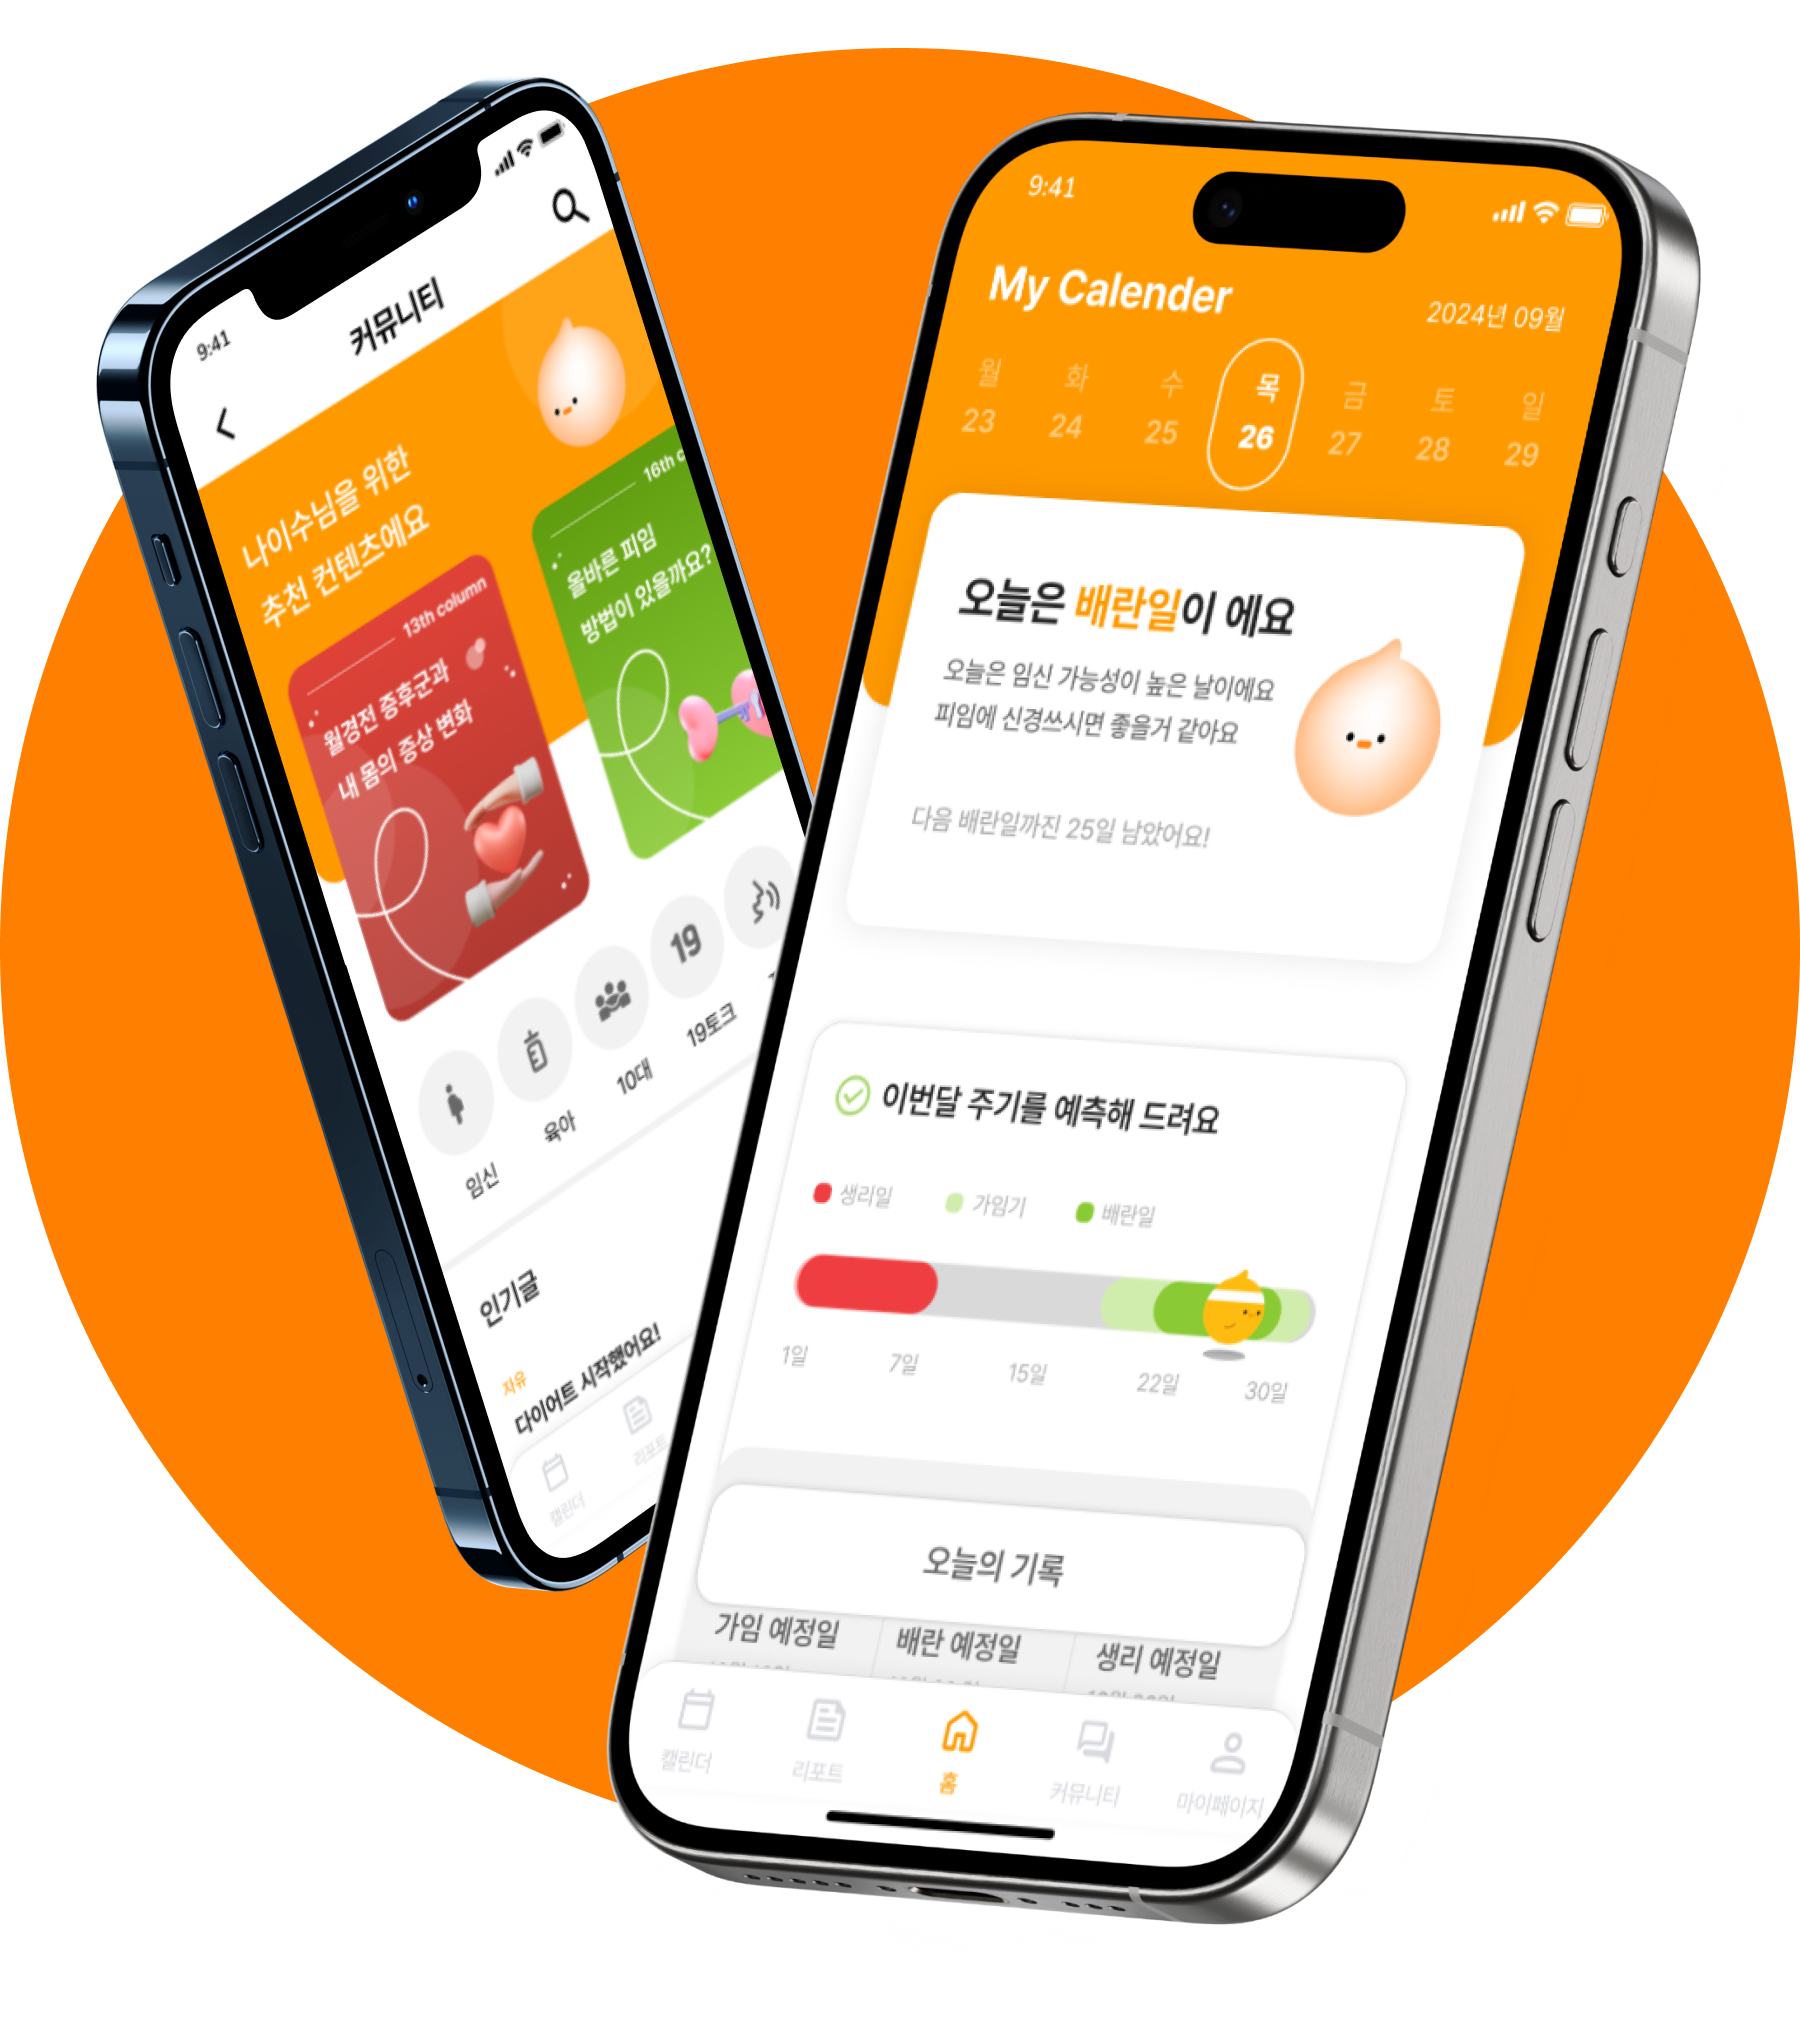 9:41
커뮤니티
나이수님을 위한
추천 컨텐츠에요
13th column
월경전 증후군과
내 몸의 증상 변화
16th c
올바른 피임
방법이 있을까요?
임신
육아
10대
19
19토크
인기글
자유
다이어트 시작했어요!
캘린더
리포트
9:41
My Calender
2024년 09월
월 화 수 목 금 토 일
23 24 25 26 27 28 29
오늘은 배란일이 에요
오늘은 임신 가능성이 높은 날이에요
피임에 신경쓰시면 좋을거 같아요
다음 배란일까진 25일 남았어요!
이번달 주기를 예측해 드려요
생리일 가임기 배란일
1일 7일 15일 22일 30일
오늘의 기록
가임 예정일 배란 예정일 생리 예정일
캘린더 리포트 홈 커뮤니티 마이페이지